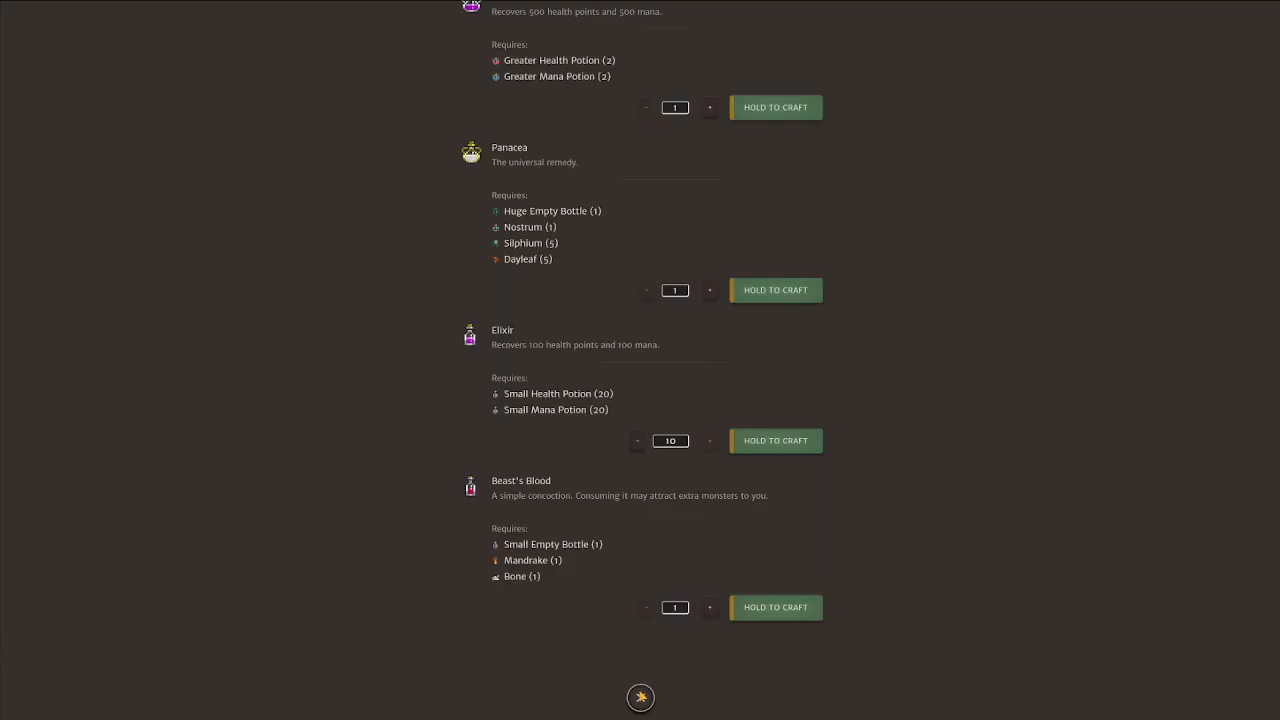 Recovers 500 health points and 500 mana.
Requires:
Greater Health Potion (2)
Greater Mana Potion (2)
- 1 + HOLD TO CRAFT
Panacea
The universal remedy.
Requires:
Huge Empty Bottle (1)
Nostrum (1)
Silphium (5)
Dayleaf (5)
- 1 + HOLD TO CRAFT
Elixir
Recovers 100 health points and 100 mana.
Requires:
Small Health Potion (20)
Small Mana Potion (20)
- 10 + HOLD TO CRAFT
Beast's Blood
A simple concoction. Consuming it may attract extra monsters to you.
Requires:
Small Empty Bottle (1)
Mandrake (1)
Bone (1)
- 1 + HOLD TO CRAFT